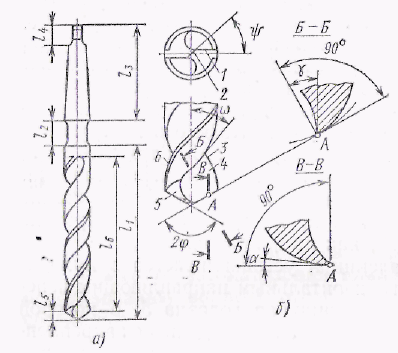 l₄
l₃
l₂
l₁
l₆
l₅
а)
ψ
1
2
ω
Б
6
3
В
4
5
А
2φ
Б
В
б)
Б–Б
90°
γ
А
В-В
90°
α
А